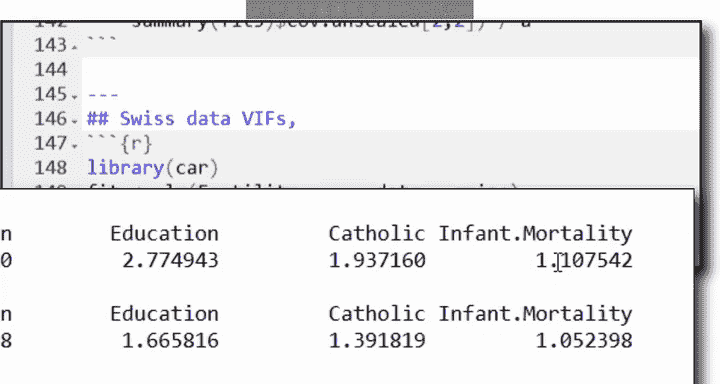 143
```
144
145 ---
146 ## Swiss data VIFs,
147 ```{r}
148 library(car)
n Education Catholic Infant.Mortality
0 2.774943 1.937160 1.107542
n Education Catholic Infant.Mortality
8 1.665816 1.391819 1.052398